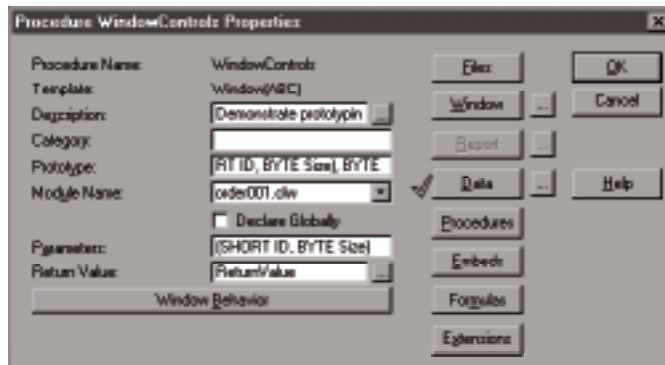 Procedure WindowControls Properties
Procedure Name: WindowControls
Template: Window(ABC)
Description: Demonstrate prototypin ...
Category:
Prototype: RT ID, BYTE Size), BYTE
Module Name: order001.clw
Declare Globally
Parameters: (SHORT ID, BYTE Size)
Return Value: ReturnValue ...
Window Behavior
Files
Window ...
Report ...
Data ...
Procedures
Embeds
Formulas
Extensions
OK
Cancel
Help